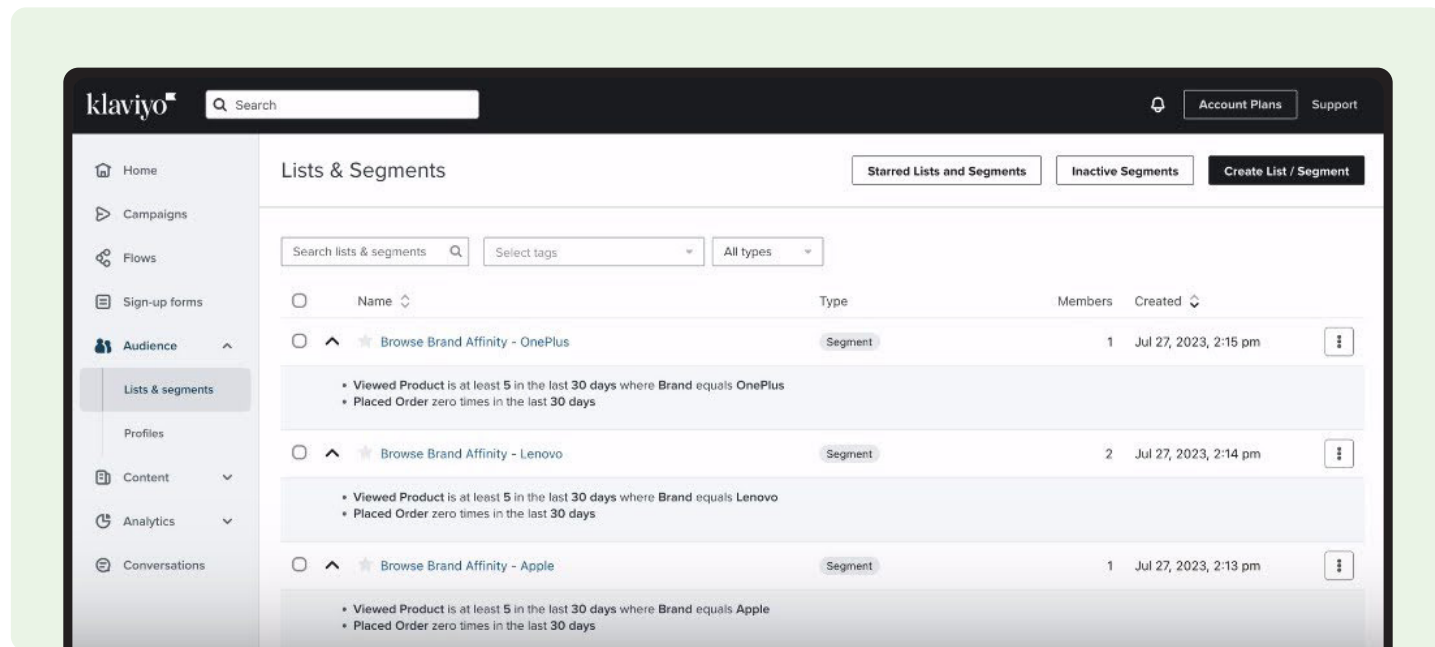 klaviyo
Search
Account Plans
Support
Home
Campaigns
Flows
Sign-up forms
Audience
Lists & segments
Profiles
Content
Analytics
Conversations
Lists & Segments
Starred Lists and Segments
Inactive Segments
Create List / Segment
Search lists & segments
Select tags
All types
Name Type Members Created
Browse Brand Affinity - OnePlus Segment 1 Jul 27, 2023, 2:15 pm
• Viewed Product is at least 5 in the last 30 days where Brand equals OnePlus
• Placed Order zero times in the last 30 days
Browse Brand Affinity - Lenovo Segment 2 Jul 27, 2023, 2:14 pm
• Viewed Product is at least 5 in the last 30 days where Brand equals Lenovo
• Placed Order zero times in the last 30 days
Browse Brand Affinity - Apple Segment 1 Jul 27, 2023, 2:13 pm
• Viewed Product is at least 5 in the last 30 days where Brand equals Apple
• Placed Order zero times in the last 30 days